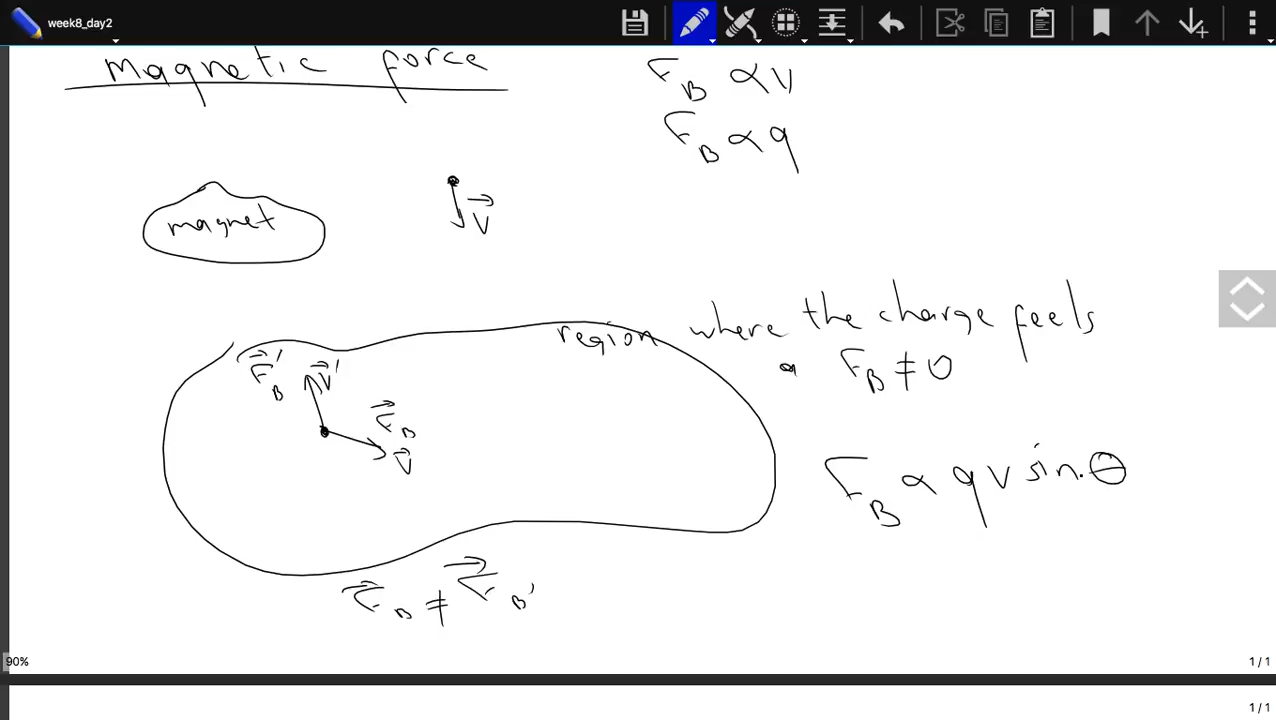 week8_day2
magnetic force
F_B ∝ v
F_B ∝ q
magnet
v⃗
region where the charge feels
a F_B ≠ 0
F⃗_B' v⃗'
F⃗_B
v⃗
F_B ∝ q v sin θ
F⃗_B ≠ F⃗_B'
90%
1 / 1
1 / 1